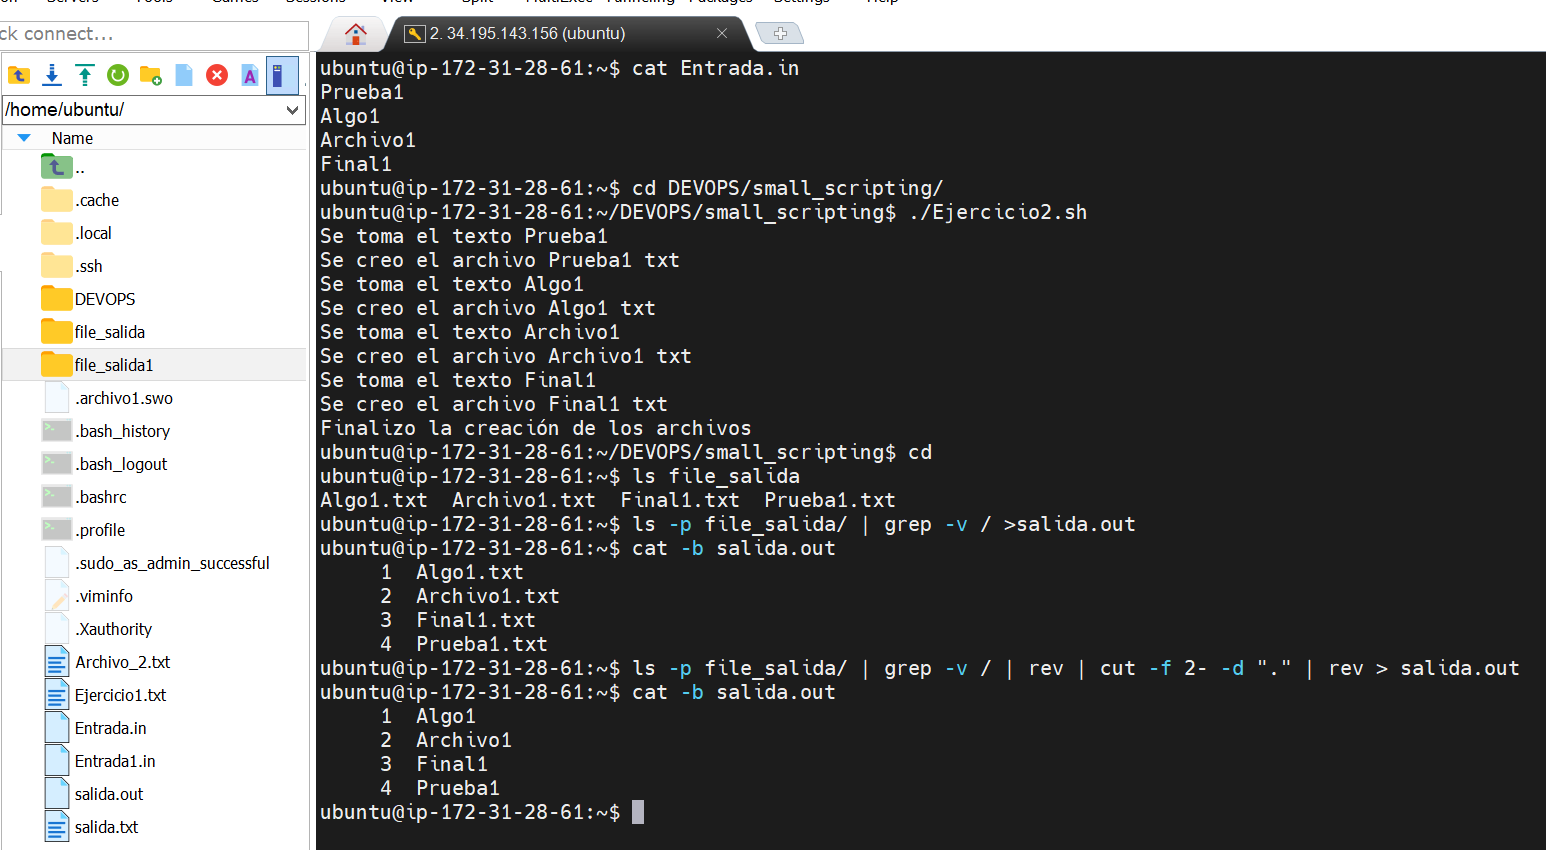 Servers Tools Games Sessions View Split MultiExec Tunneling Packages Settings Help
ck connect...
2. 34.195.143.156 (ubuntu)
/home/ubuntu/
Name
..
.cache
.local
.ssh
DEVOPS
file_salida
file_salida1
.archivo1.swo
.bash_history
.bash_logout
.bashrc
.profile
.sudo_as_admin_successful
.viminfo
.Xauthority
Archivo_2.txt
Ejercicio1.txt
Entrada.in
Entrada1.in
salida.out
salida.txt
ubuntu@ip-172-31-28-61:~$ cat Entrada.in
Prueba1
Algo1
Archivo1
Final1
ubuntu@ip-172-31-28-61:~$ cd DEVOPS/small_scripting/
ubuntu@ip-172-31-28-61:~/DEVOPS/small_scripting$ ./Ejercicio2.sh
Se toma el texto Prueba1
Se creo el archivo Prueba1 txt
Se toma el texto Algo1
Se creo el archivo Algo1 txt
Se toma el texto Archivo1
Se creo el archivo Archivo1 txt
Se toma el texto Final1
Se creo el archivo Final1 txt
Finalizo la creación de los archivos
ubuntu@ip-172-31-28-61:~/DEVOPS/small_scripting$ cd
ubuntu@ip-172-31-28-61:~$ ls file_salida
Algo1.txt  Archivo1.txt  Final1.txt  Prueba1.txt
ubuntu@ip-172-31-28-61:~$ ls -p file_salida/ | grep -v / >salida.out
ubuntu@ip-172-31-28-61:~$ cat -b salida.out
1  Algo1.txt
2  Archivo1.txt
3  Final1.txt
4  Prueba1.txt
ubuntu@ip-172-31-28-61:~$ ls -p file_salida/ | grep -v / | rev | cut -f 2- -d "." | rev > salida.out
ubuntu@ip-172-31-28-61:~$ cat -b salida.out
1  Algo1
2  Archivo1
3  Final1
4  Prueba1
ubuntu@ip-172-31-28-61:~$